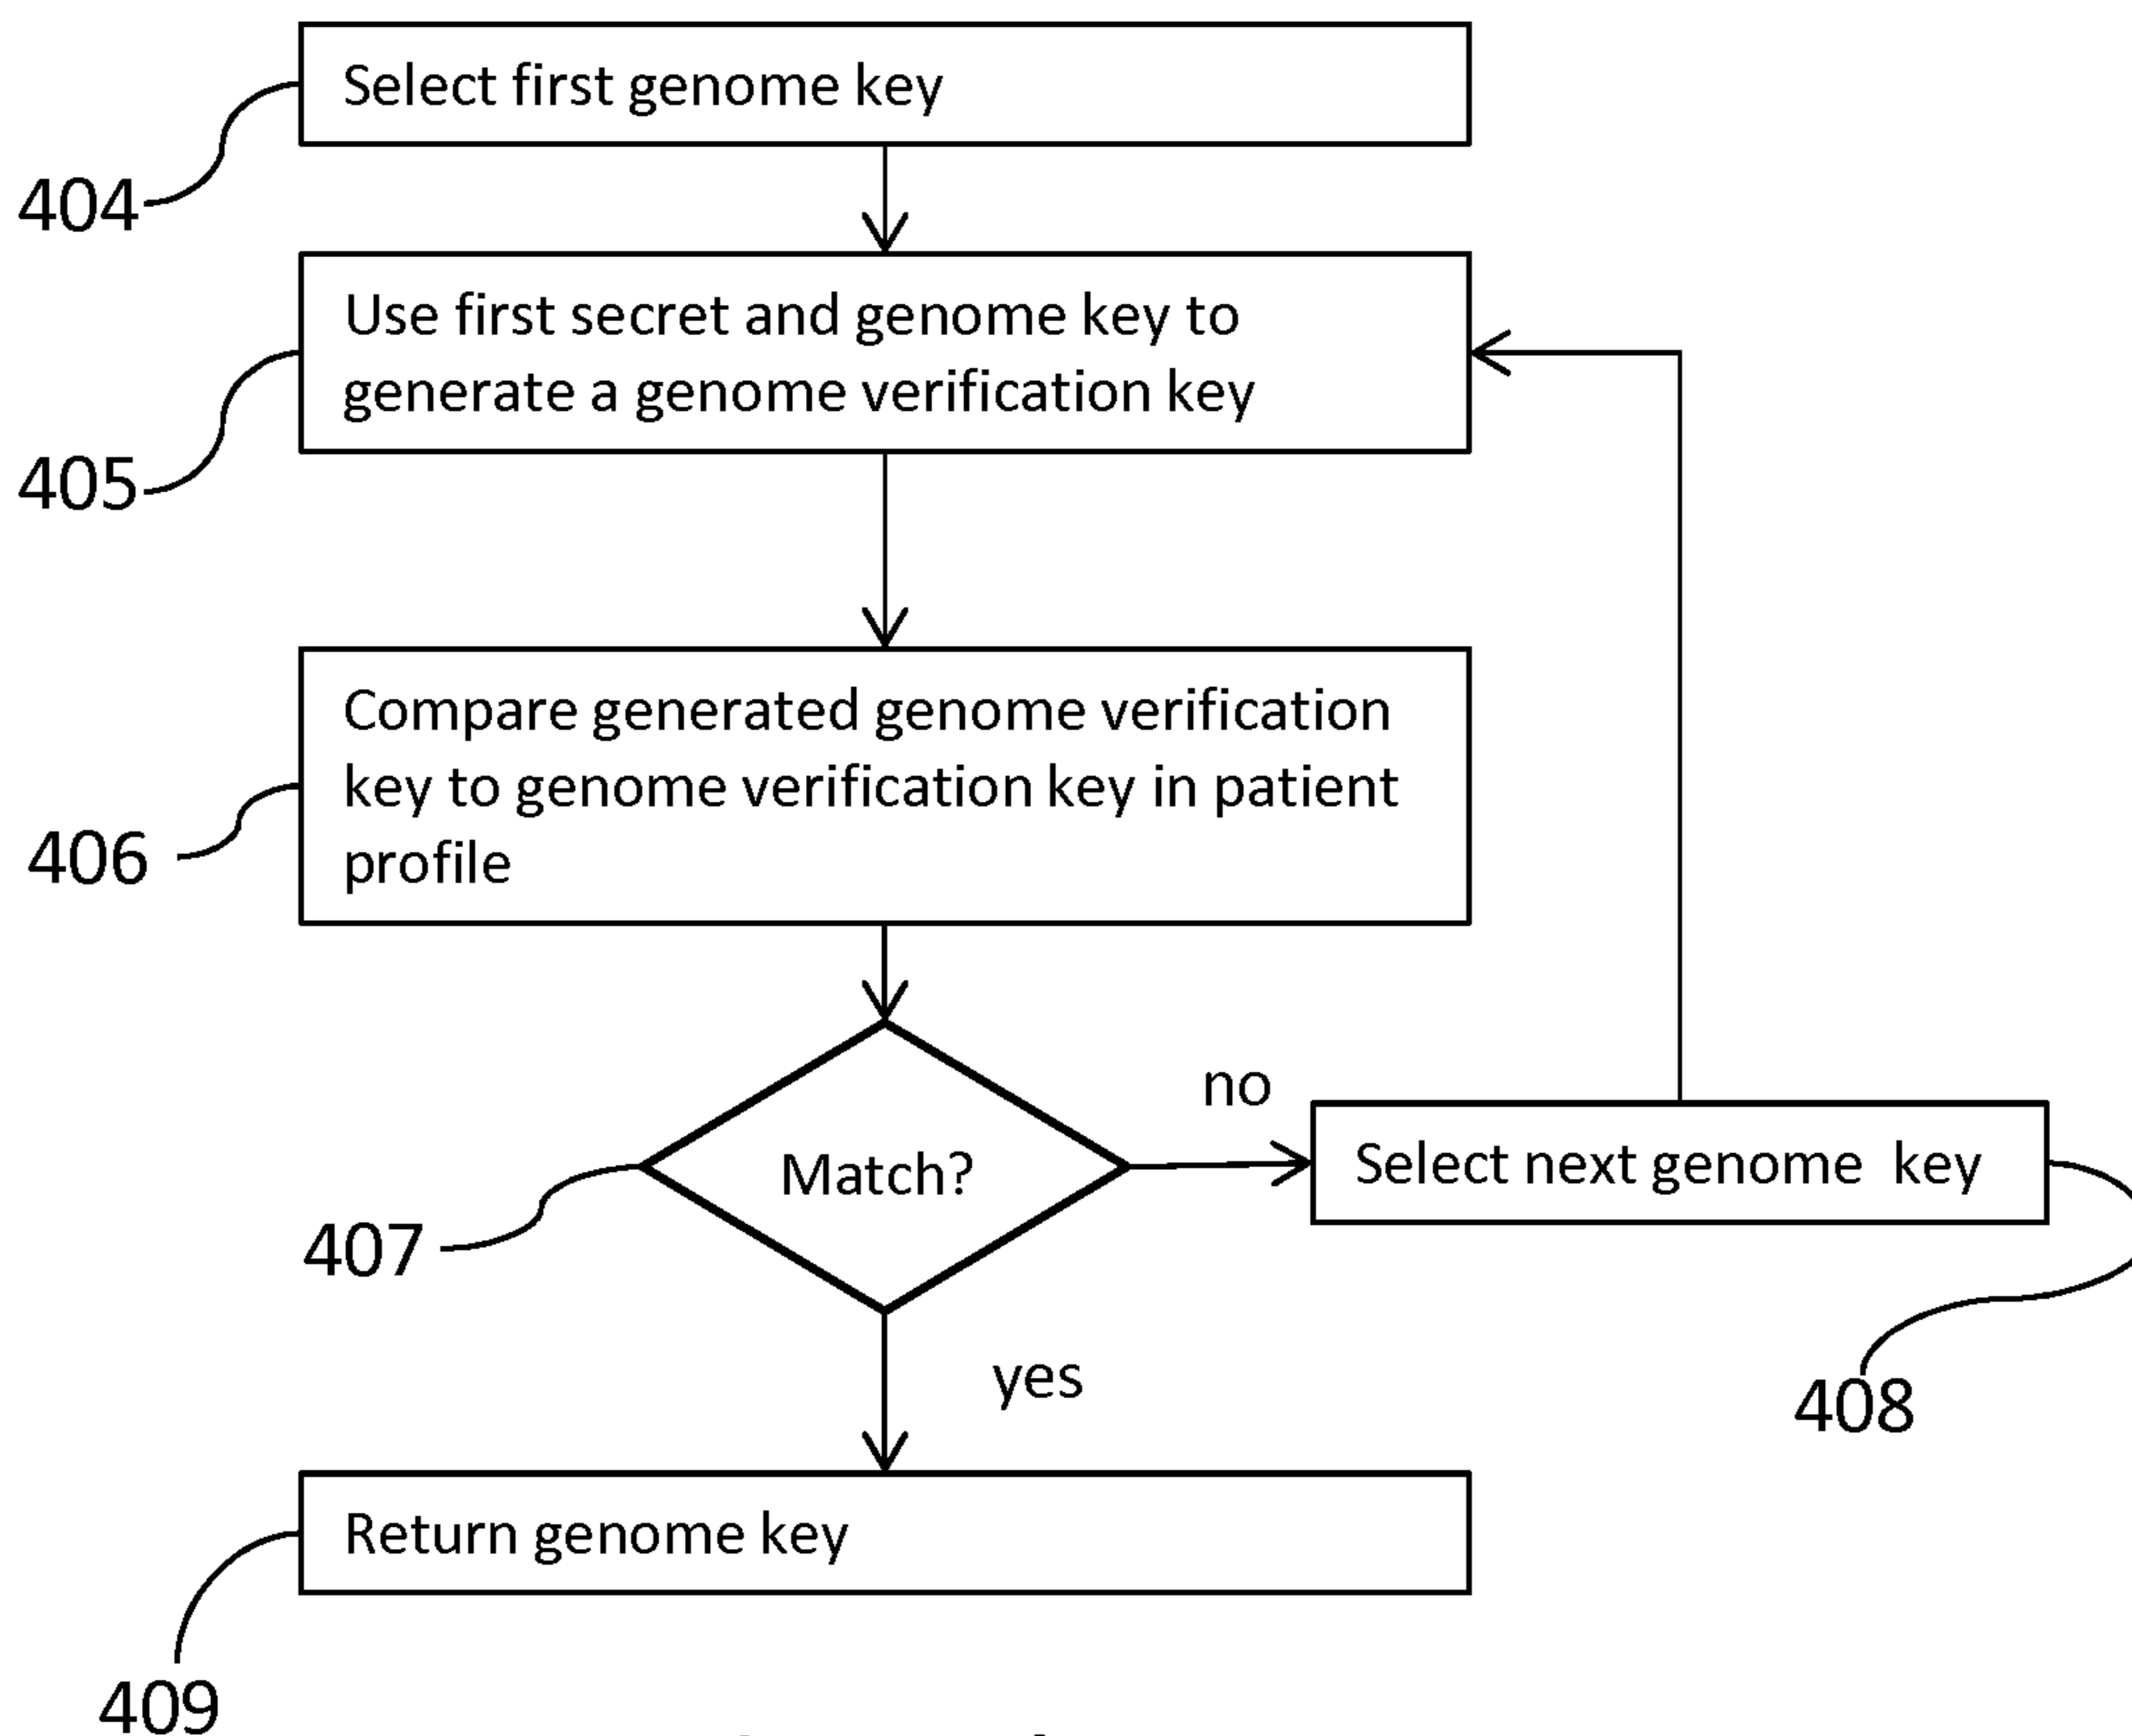 Select first genome key
404
Use first secret and genome key to
generate a genome verification key
405
Compare generated genome verification
key to genome verification key in patient
profile
406
Match?
no
Select next genome  key
407
408
yes
Return genome key
409